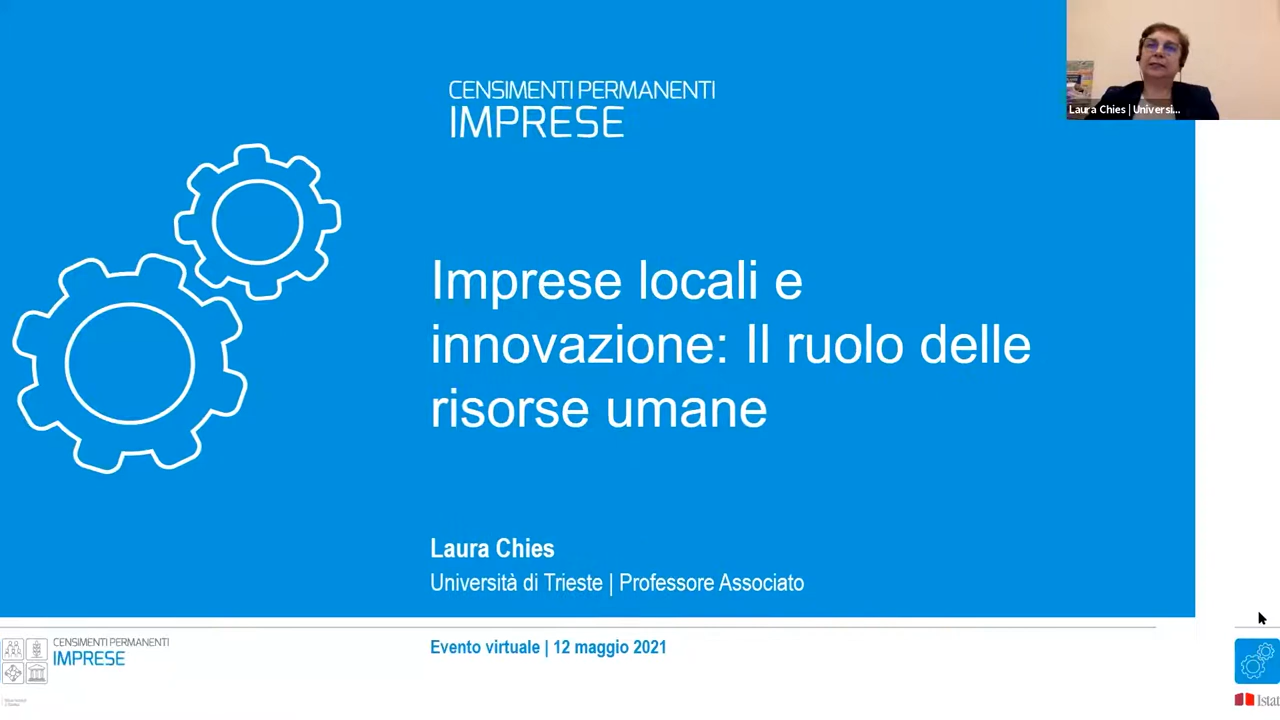 CENSIMENTI PERMANENTI
IMPRESE
Laura Chies | Universi...
Imprese locali e
innovazione: Il ruolo delle
risorse umane
Laura Chies
Università di Trieste | Professore Associato
CENSIMENTI PERMANENTI
IMPRESE
Evento virtuale | 12 maggio 2021
Istat